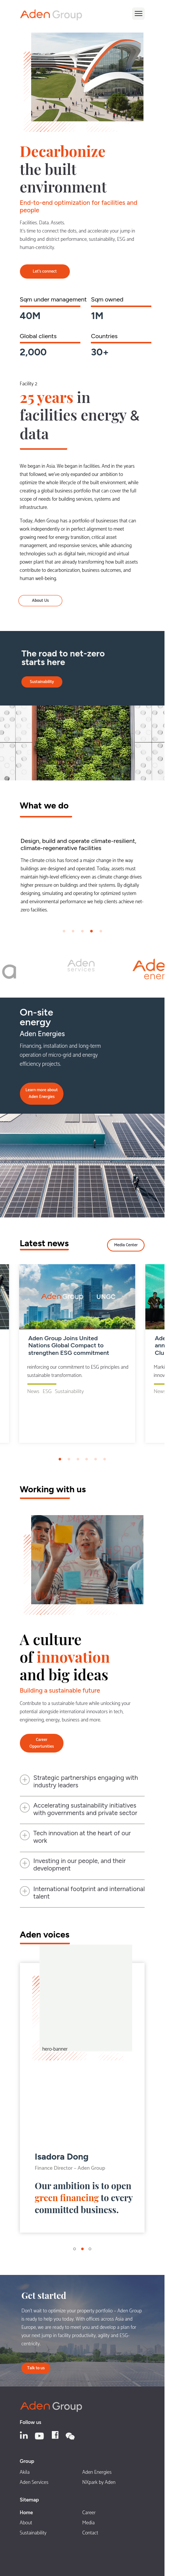 Aden Group
Decarbonize
the built
environment
End-to-end optimization for facilities and
people
Facilities. Data. Assets.
It's time to connect the dots, and accelerate your jump in
building and district performance, sustainability, ESG and
human-centricity.
Let's connect
Sqm under management
Sqm owned
40M
1M
Global clients
Countries
2,000
30+
Facility 2
25 years in
facilities energy &
data
We began in Asia. We began in facilities. And in the years
that followed, we've only expanded our ambition to
optimize the whole lifecycle of the built environment, while
creating a global business portfolio that can cover the full
scope of needs for building services, systems and
infrastructure.
Today, Aden Group has a portfolio of businesses that can
work independently or in perfect alignment to meet
growing needs for energy transition, critical asset
management, and responsive services, while advancing
technologies such as digital twin, microgrid and virtual
power plant that are already transforming how built assets
contribute to decarbonization, business outcomes, and
human well-being.
About Us
The road to net-zero
starts here
Sustainability
What we do
Design, build and operate climate-resilient,
climate-regenerative facilities
The climate crisis has forced us major change in the way
buildings are designed and operated. Today, assets must
maintain high-level efficiency even as climate change drives
higher pressure on buildings and their systems. By digitally
designing, simulating and operating for optimized system
and environmental performance we help clients achieve net-
zero facilities.
a
Aden
SERVICES
Ade
ener
On-site
energy
Aden Energies
Financing, installation and long-term
operation of micro-grid and energy
efficiency projects.
Learn more about
Aden Energies
Latest news
Media Center
Aden Group
UNGC
Aden Group Joins United
Nations Global Compact to
strengthen ESG commitment
reinforcing our commitment to ESG principles and
sustainable transformation.
News ESG Sustainability
Ade
ann
Clu
Marki
innov
New
Working with us
A culture
of innovation
and big ideas
Building a sustainable future
Contribute to a sustainable future while unlocking your
potential alongside international innovators in tech,
engineering, energy, business and more.
Career
Opportunities
Strategic partnerships engaging with
industry leaders
Accelerating sustainability initiatives
with governments and private sector
Tech innovation at the heart of our
work
Investing in our people, and their
development
International footprint and international
talent
Aden voices
hero-banner
Isadora Dong
Finance Director – Aden Group
Our ambition is to open
green financing to every
committed business.
Get started
Don't wait to optimise your property portfolio – Aden Group
is ready to help you today. With offices across Asia and
Europe, we are ready to meet you and develop a plan for
your next jump in facility productivity, agility and ESG-
centricity.
Talk to us
Aden Group
Follow us
Group
Akila
Aden Energies
Aden Services
NXpark by Aden
Sitemap
Home
Career
About
Media
Sustainability
Contact